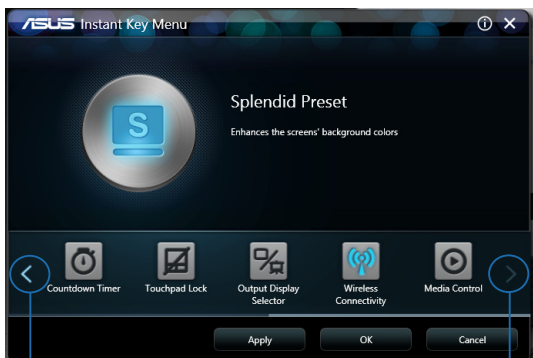 ASUS Instant Key Menu
S
Splendid Preset
Enhances the screens' background colors
Countdown Timer
Touchpad Lock
Output Display
Selector
Wireless
Connectivity
Media Control
Apply
OK
Cancel